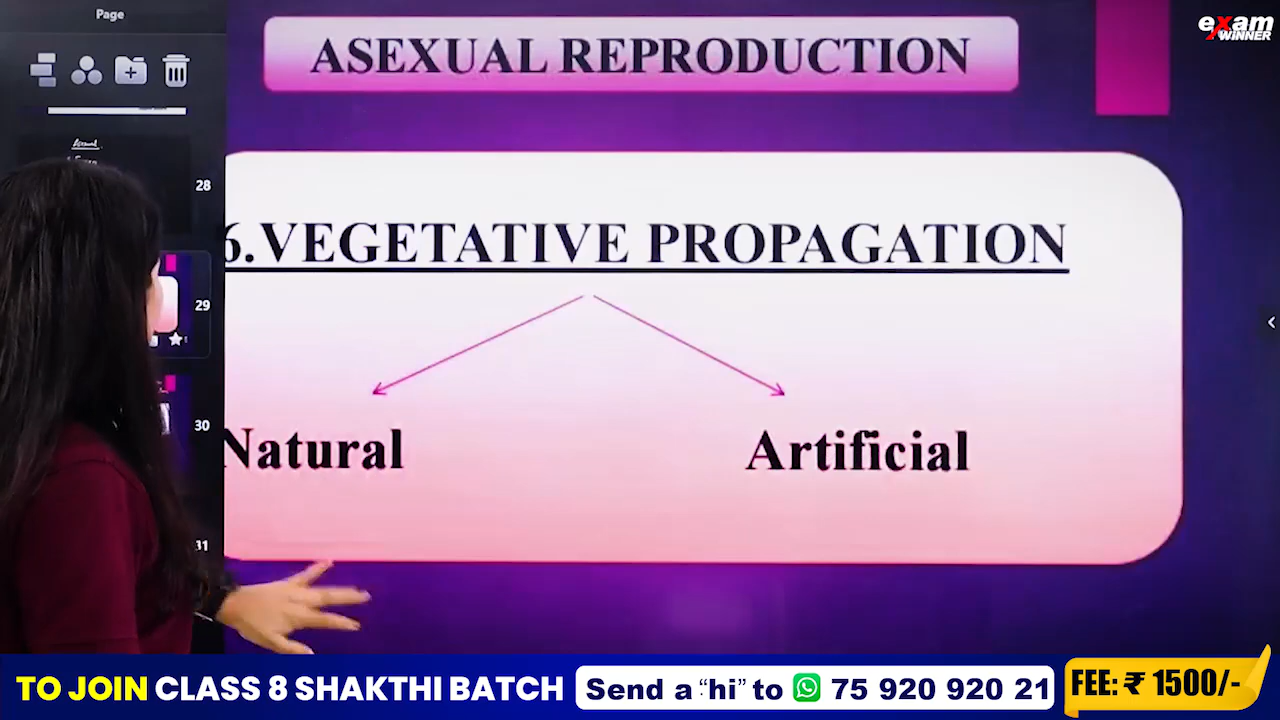 Page
exam
WINNER
ASEXUAL REPRODUCTION
Asexual
28
6.VEGETATIVE PROPAGATION
29
30
Natural
Artificial
31
TO JOIN CLASS 8 SHAKTHI BATCH
Send a “hi” to 75 920 920 21
FEE: ₹ 1500/-